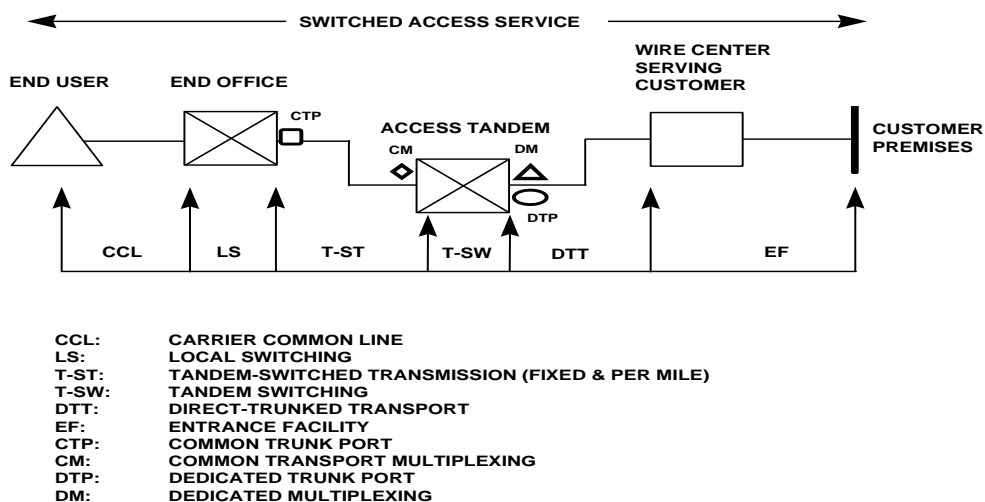 SWITCHED ACCESS SERVICE
WIRE CENTER
SERVING
CUSTOMER
END USER
END OFFICE
CTP
ACCESS TANDEM
CM
DM
CUSTOMER
PREMISES
DTP
CCL
LS
T-ST
T-SW
DTT
EF
CCL: CARRIER COMMON LINE
LS: LOCAL SWITCHING
T-ST: TANDEM-SWITCHED TRANSMISSION (FIXED & PER MILE)
T-SW: TANDEM SWITCHING
DTT: DIRECT-TRUNKED TRANSPORT
EF: ENTRANCE FACILITY
CTP: COMMON TRUNK PORT
CM: COMMON TRANSPORT MULTIPLEXING
DTP: DEDICATED TRUNK PORT
DM: DEDICATED MULTIPLEXING